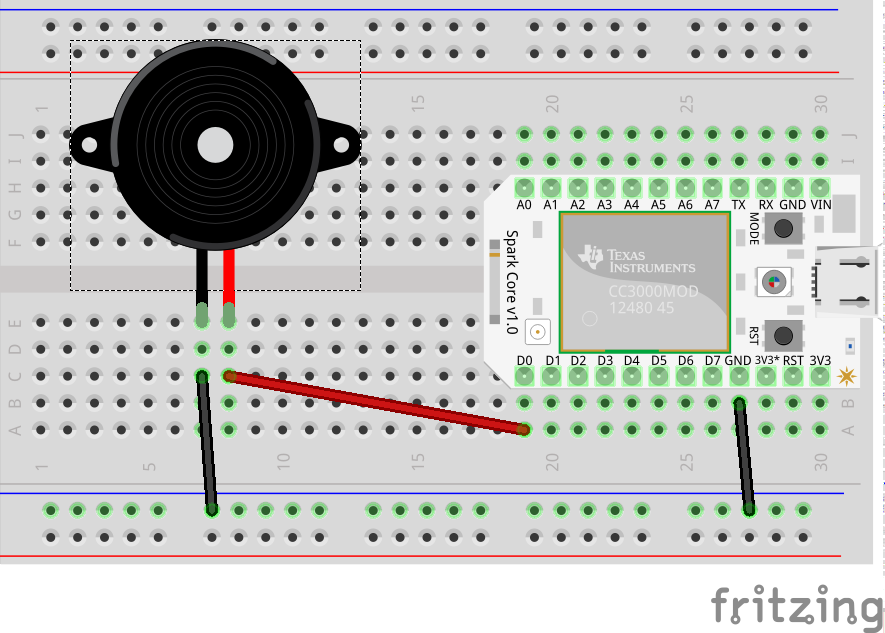 1
15
20
25
30
J
J
I
I
H
G
F
A0 A1 A2 A3 A4 A5 A6 A7 TX RX GND VIN
MODE
Spark Core v1.0
TEXAS
INSTRUMENTS
CC3000MOD
12480 45
RST
D0 D1 D2 D3 D4 D5 D6 D7 GND 3V3* RST 3V3
E
D
C
B
B
A
A
1
5
10
15
20
25
30
fritzing